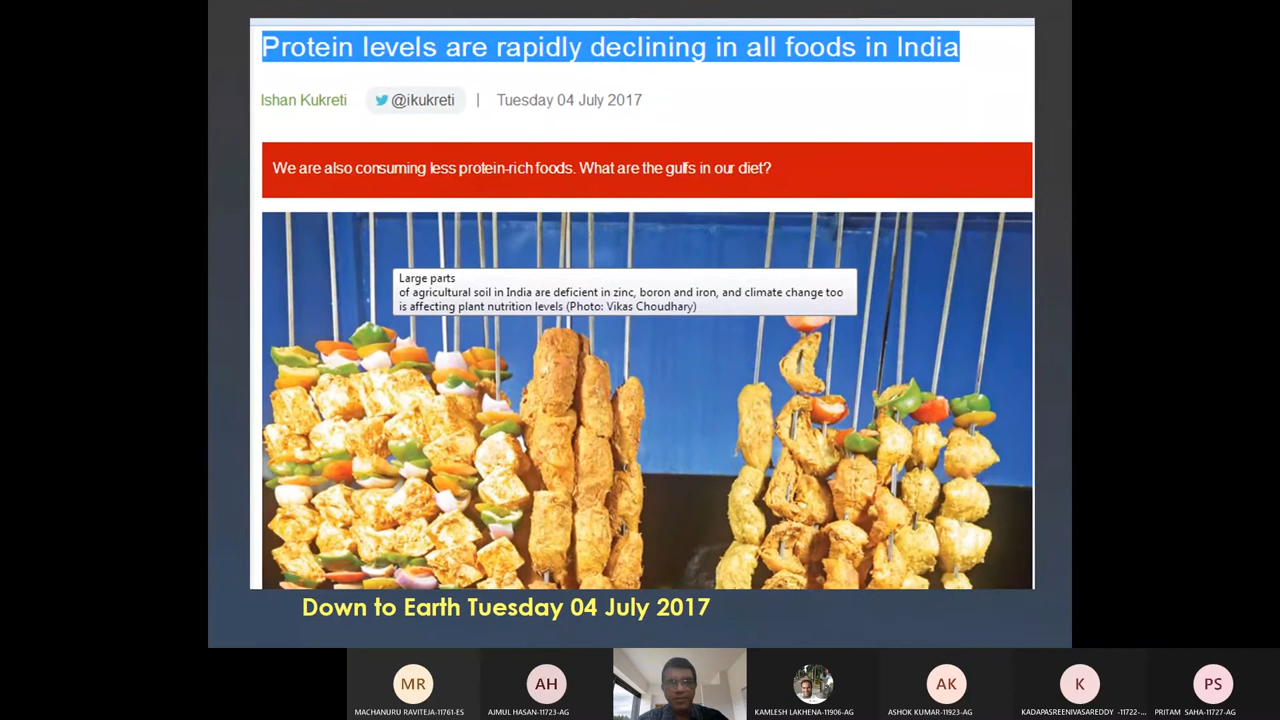 Protein levels are rapidly declining in all foods in India
Ishan Kukreti @ikukreti | Tuesday 04 July 2017
We are also consuming less protein-rich foods. What are the gulfs in our diet?
Large parts
of agricultural soil in India are deficient in zinc, boron and iron, and climate change too
is affecting plant nutrition levels (Photo: Vikas Choudhary)
Down to Earth Tuesday 04 July 2017
MR AH AK K PS
MACHANURU RAVITEJA-11761-ES AJMUL HASAN-11723-AG KAMLESH LAKHENA-11906-AG ASHOK KUMAR-11923-AG KADAPASREENIVASAREDDY -11722-... PRITAM SAHA-11727-AG